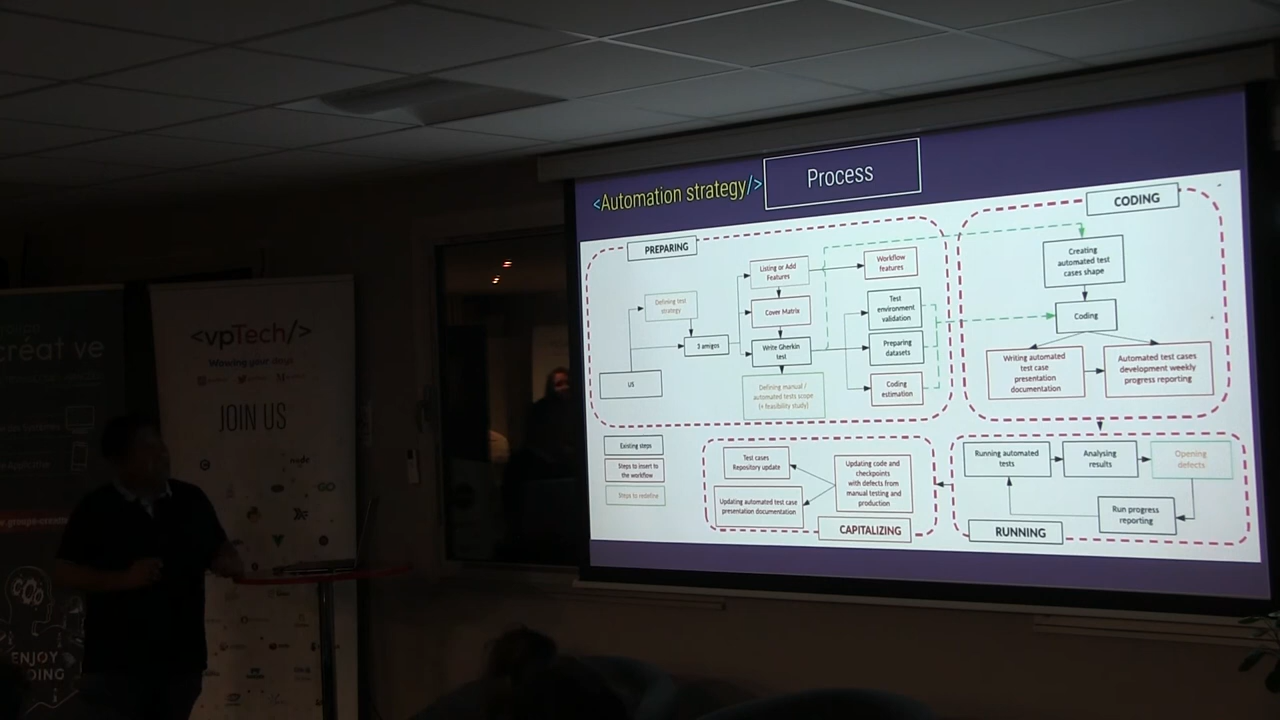 <Automation strategy/>
Process
PREPARING
Defining test
strategy
US
3 amigos
Listing or Add
Features
Cover Matrix
Write Gherkin
test
Defining manual /
automated tests scope
(+ feasibility study)
Workflow
features
Test
environment
validation
Preparing
datasets
Coding
estimation
CODING
Creating
automated test
cases shape
Coding
Writing automated
test case
presentation
documentation
Automated test cases
development weekly
progress reporting
Existing steps
Steps to insert to
the workflow
Steps to redefine
Test cases
Repository update
Updating automated test case
presentation documentation
Updating code and
checkpoints
with defects from
manual testing and
production
CAPITALIZING
Running automated
tests
Analysing
results
Opening
defects
Run progress
reporting
RUNNING
<vpTech/>
Wowing your days
JOIN US
ENJOY